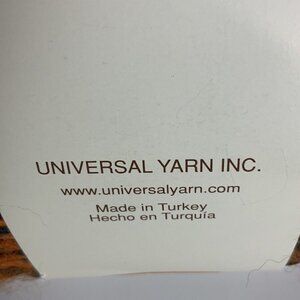 UNIVERSAL YARN INC.
www.universalyarn.com
Made in Turkey
Hecho en Turquía